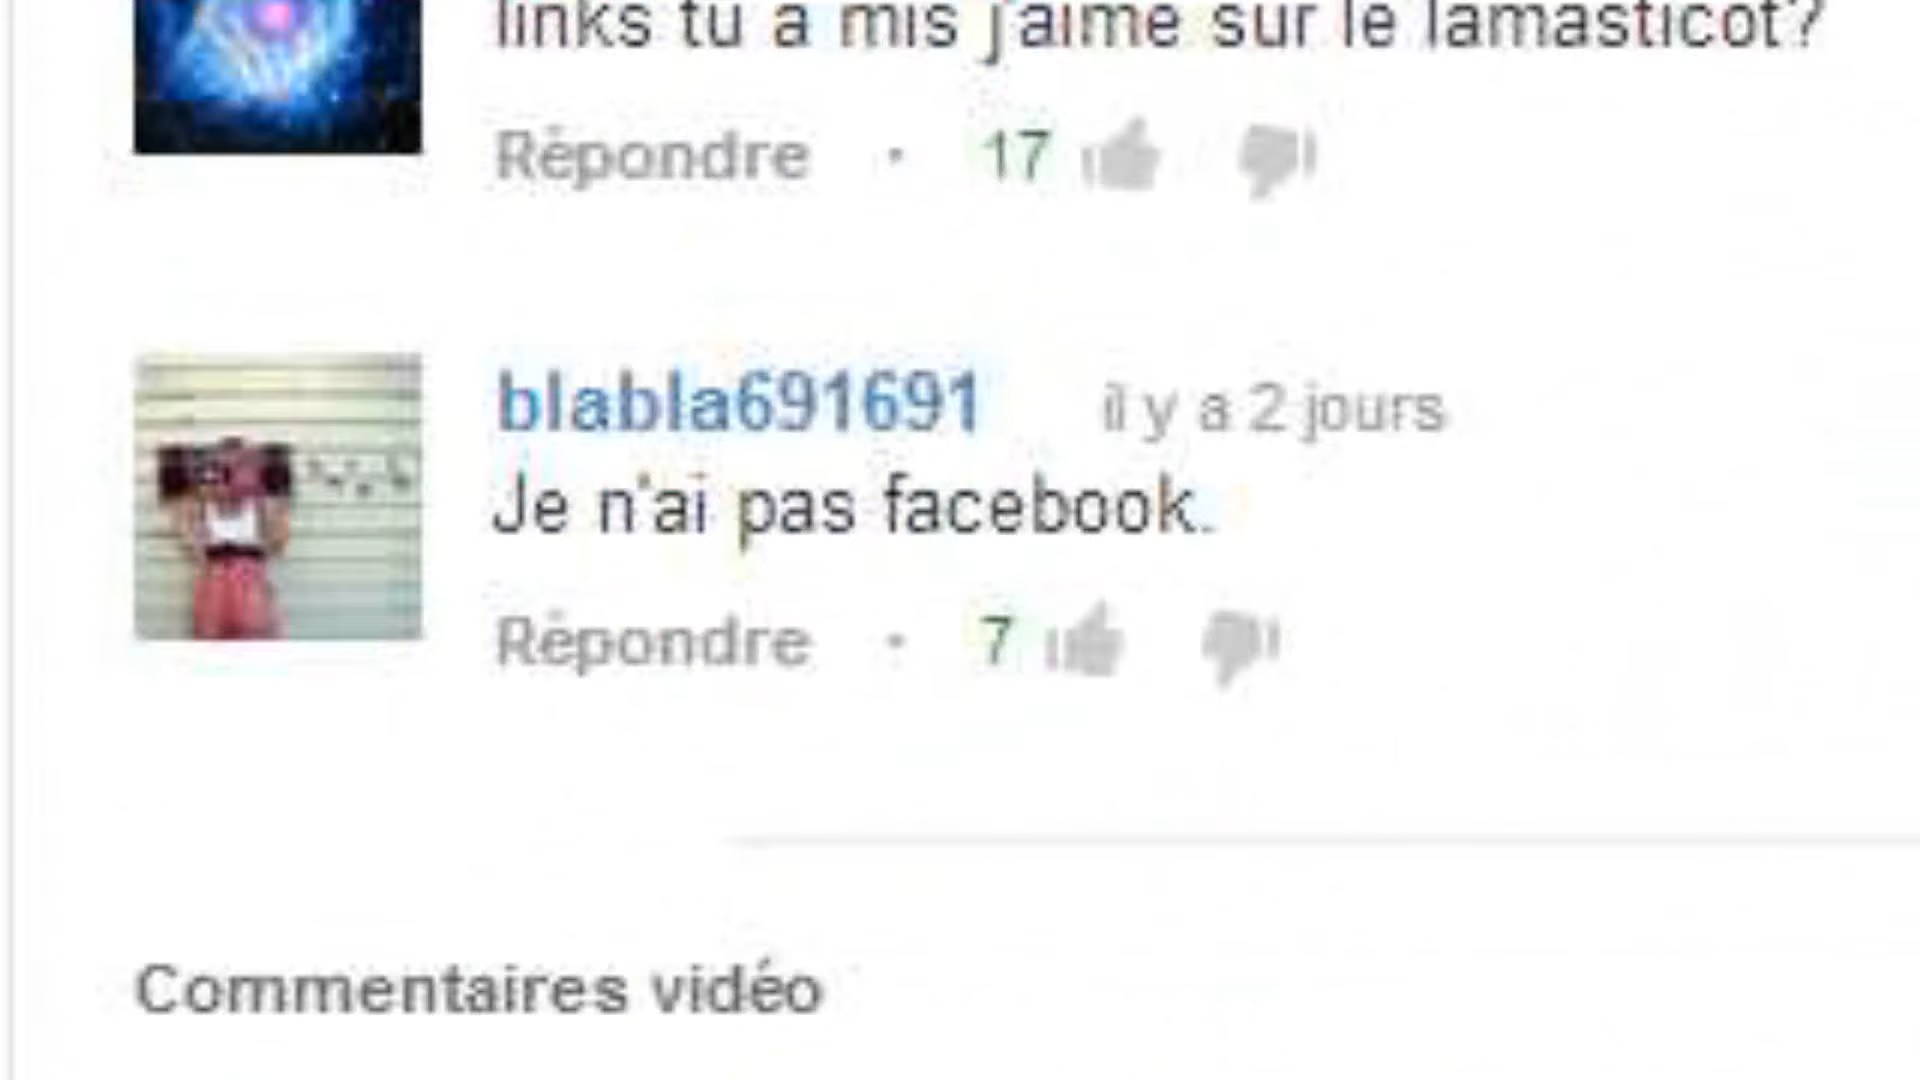 links tu a mis j'aime sur le lamasticot?
Répondre · 17
blabla691691 il y a 2 jours
Je n'ai pas facebook.
Répondre · 7
Commentaires vidéo